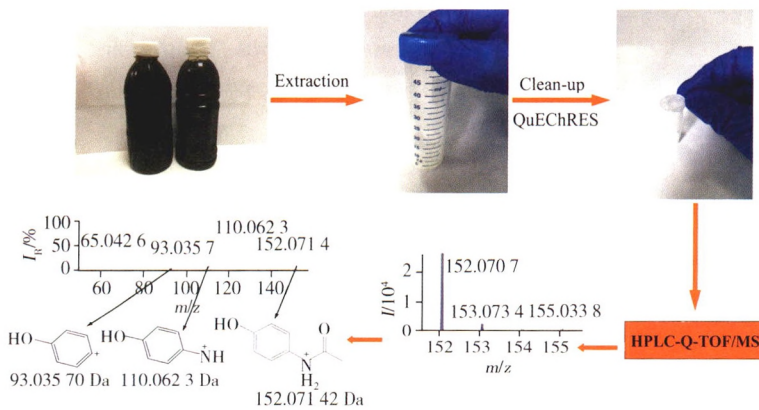 Extraction
Clean-up
QuEChRES
100
50
0
I_R/%
65.042 6
93.035 7
110.062 3
152.071 4
60 80 100 120 140
m/z
HO
+
93.035 70 Da
HO
+
NH
110.062 3 Da
HO
O
+
N
H2
152.071 42 Da
I/10⁴
2
1
0
152.070 7
153.073 4 155.033 8
152 153 154 155
m/z
HPLC-Q-TOF/MS